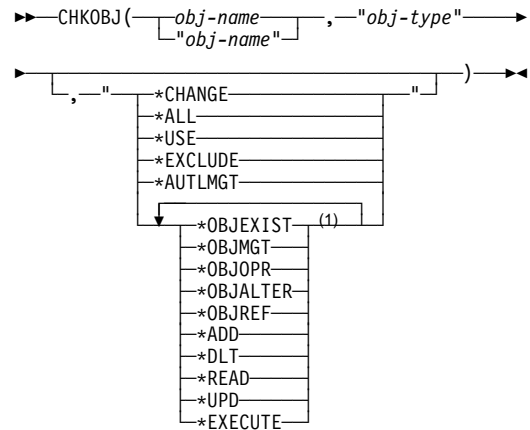 CHKOBJ( obj-name , "obj-type"
"obj-name"
, " *CHANGE " )
*ALL
*USE
*EXCLUDE
*AUTLMGT
*OBJEXIST (1)
*OBJMGT
*OBJOPR
*OBJALTER
*OBJREF
*ADD
*DLT
*READ
*UPD
*EXECUTE